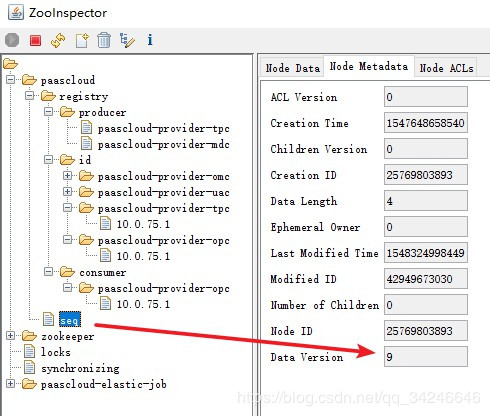 ZooInspector
paascloud
registry
producer
paascloud-provider-tpc
paascloud-provider-mdc
id
paascloud-provider-omc
paascloud-provider-uac
paascloud-provider-tpc
10.0.75.1
paascloud-provider-opc
10.0.75.1
consumer
paascloud-provider-opc
10.0.75.1
seq
zookeeper
locks
synchronizing
paascloud-elastic-job
Node Data Node Metadata Node ACLs
ACL Version 0
Creation Time 1547648658540
Children Version 0
Creation ID 25769803893
Data Length 4
Ephemeral Owner 0
Last Modified Time 1548324998449
Modified ID 42949673030
Number of Children 0
Node ID 25769803893
Data Version 9
https://blog.csdn.net/qq_34246646